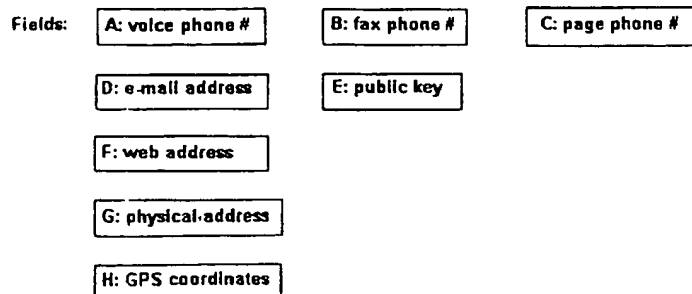 Fields: A: voice phone # B: fax phone # C: page phone #
D: e-mail address E: public key
F: web address
G: physical address
H: GPS coordinates